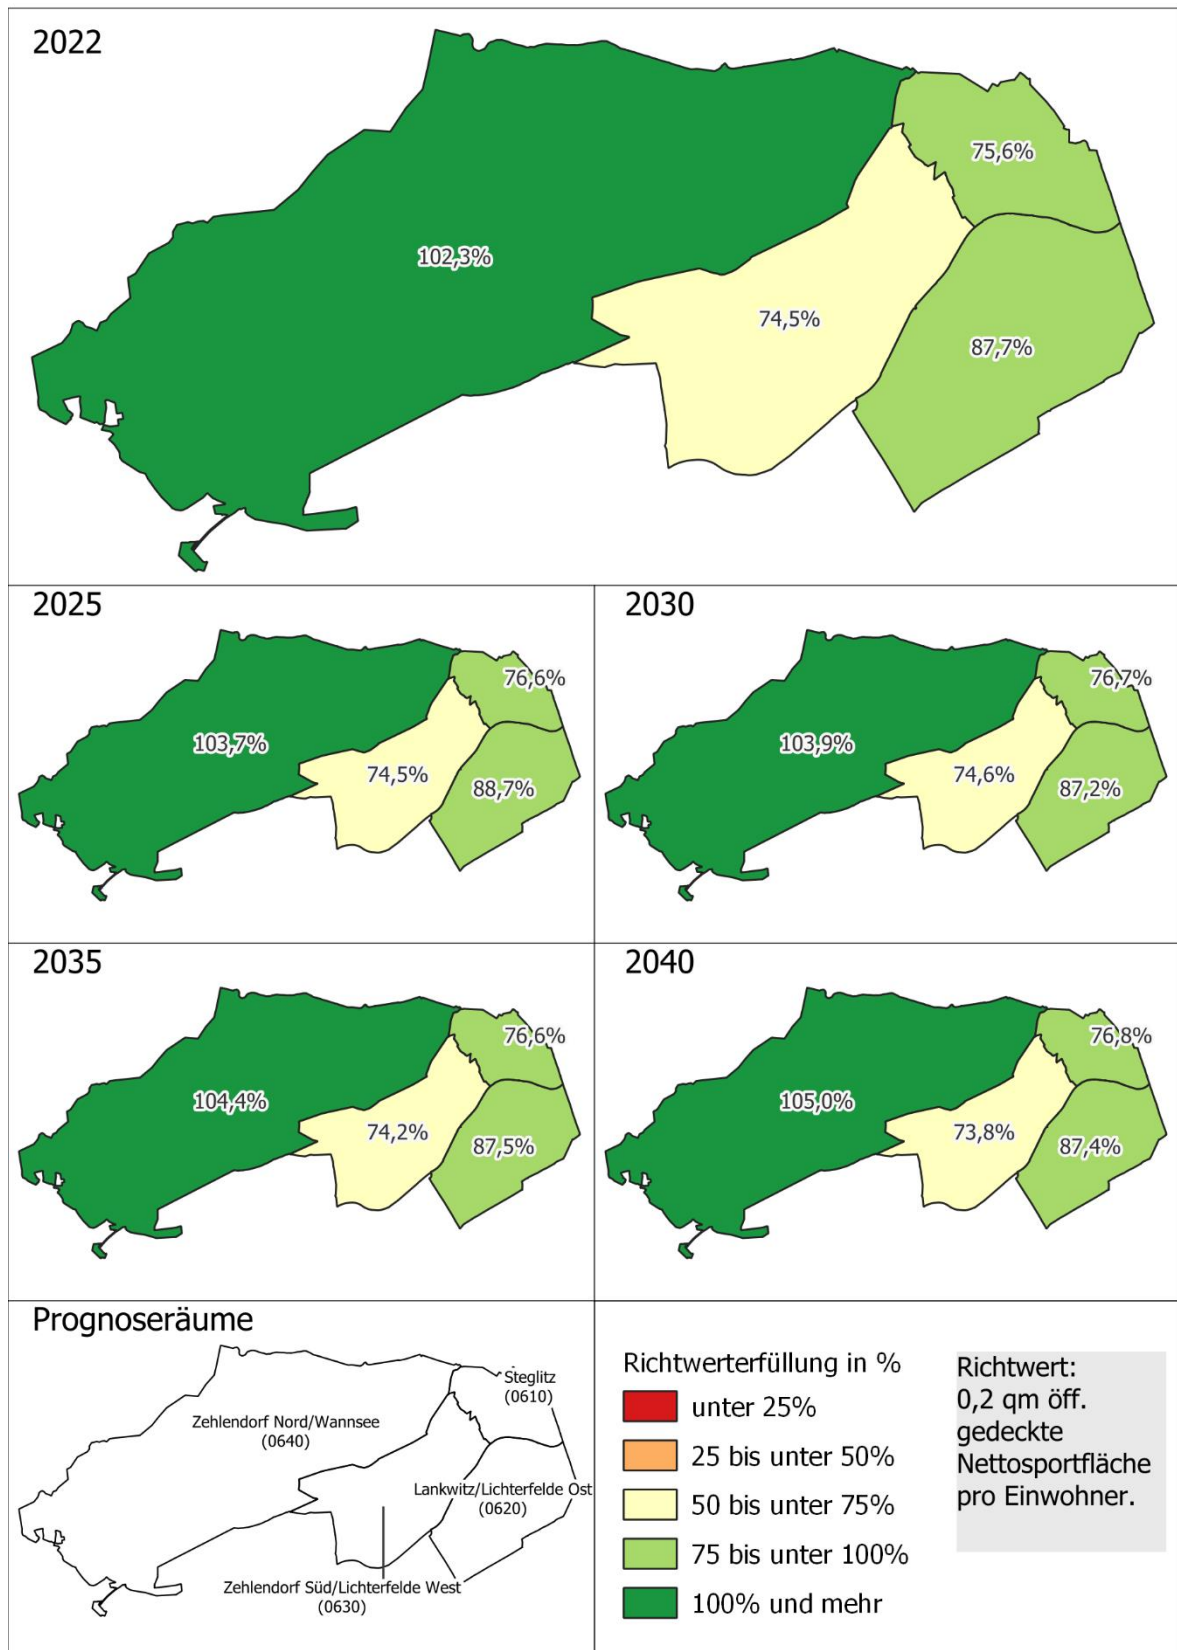 2022
75,6%
102,3%
74,5%
87,7%
2025
76,6%
103,7%
74,5%
88,7%
2030
76,7%
103,9%
74,6%
87,2%
2035
76,6%
104,4%
74,2%
87,5%
2040
76,8%
105,0%
73,8%
87,4%
Prognoseräume
Steglitz
(0610)
Zehlendorf Nord/Wannsee
(0640)
Lankwitz/Lichterfelde Ost
(0620)
Zehlendorf Süd/Lichterfelde West
(0630)
Richtwerterfüllung in %
unter 25%
25 bis unter 50%
50 bis unter 75%
75 bis unter 100%
100% und mehr
Richtwert:
0,2 qm öff.
gedeckte
Nettosportfläche
pro Einwohner.